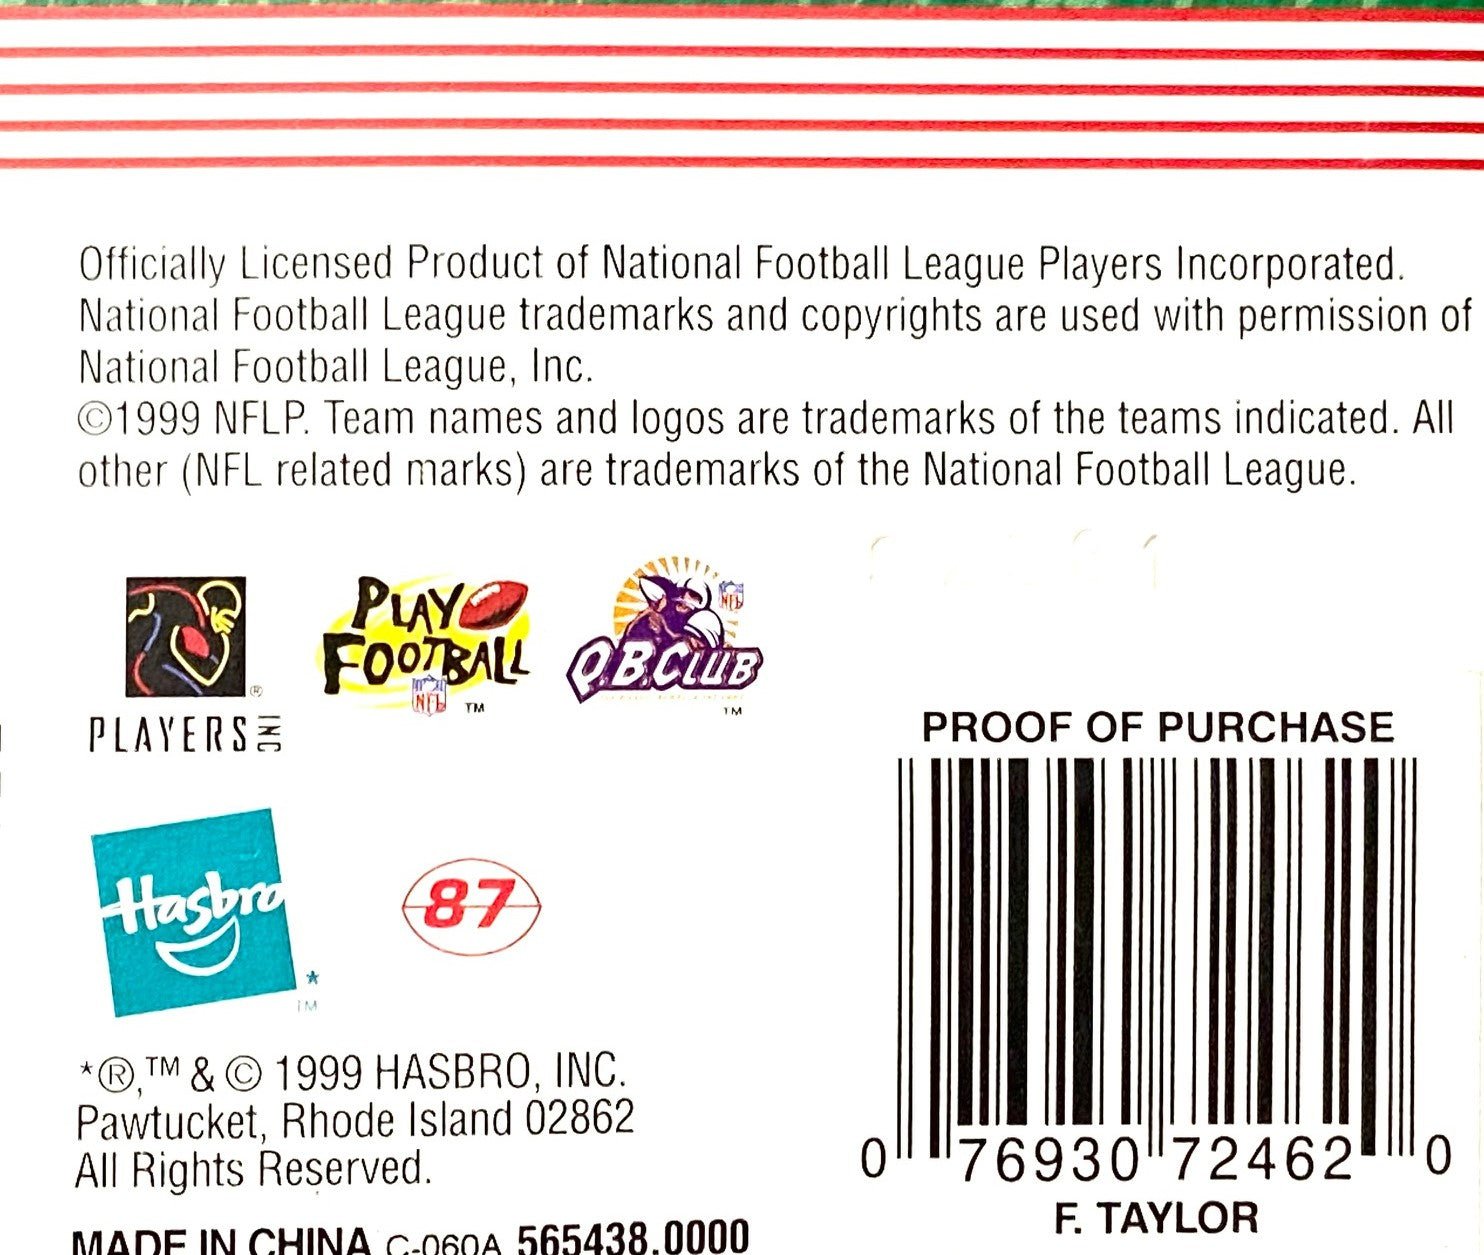 Officially Licensed Product of National Football League Players Incorporated.
National Football League trademarks and copyrights are used with permission of
National Football League, Inc.
©1999 NFLP. Team names and logos are trademarks of the teams indicated. All
other (NFL related marks) are trademarks of the National Football League.
®
PLAYERS INC
PLAY
FOOTBALL
NFL
TM
NFL
Q.B.CLUB
TM
PROOF OF PURCHASE
Hasbro
*
TM
87
*®,™ & © 1999 HASBRO, INC.
Pawtucket, Rhode Island 02862
All Rights Reserved.
MADE IN CHINA C-060A 565438.0000
0 76930 72462 0
F. TAYLOR